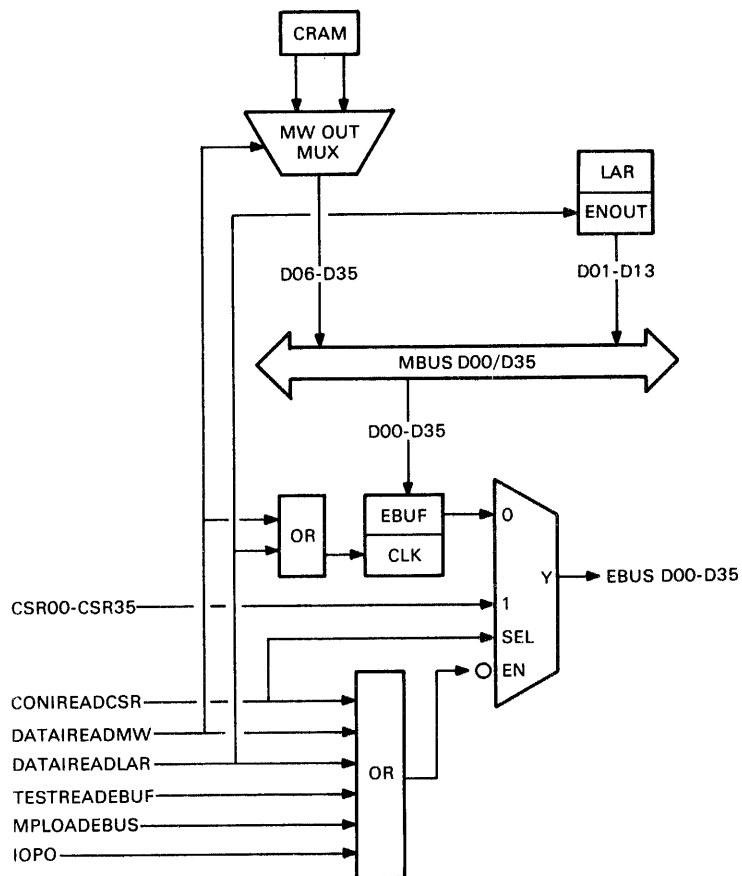 CRAM
MW OUT
MUX
LAR
ENOUT
D06-D35
D01-D13
MBUS D00/D35
D00-D35
OR
EBUF
CLK
0
Y
EBUS D00-D35
CSR00-CSR35
1
SEL
EN
CONIREADCSR
DATAIREADMW
DATAIREADLAR
OR
TESTREADEBUF
MPLOADEBUS
IOPO